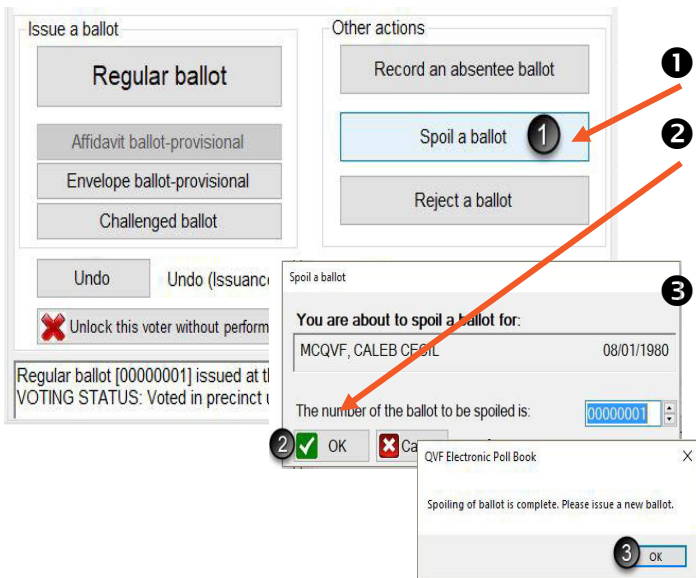 Issue a ballot
Regular ballot
Affidavit ballot-provisional
Envelope ballot-provisional
Challenged ballot
Undo
Undo (Issuanc
Unlock this voter without perform
Regular ballot [00000001] issued at t
VOTING STATUS: Voted in precinct
Other actions
Record an absentee ballot
Spoil a ballot 1
Reject a ballot
1
2
3
Spoil a ballot
You are about to spoil a ballot for:
MCQVF, CALEB CECIL 08/01/1980
The number of the ballot to be spoiled is: 00000001
2 OK Ca
QVF Electronic Poll Book X
Spoiling of ballot is complete. Please issue a new ballot.
3 OK